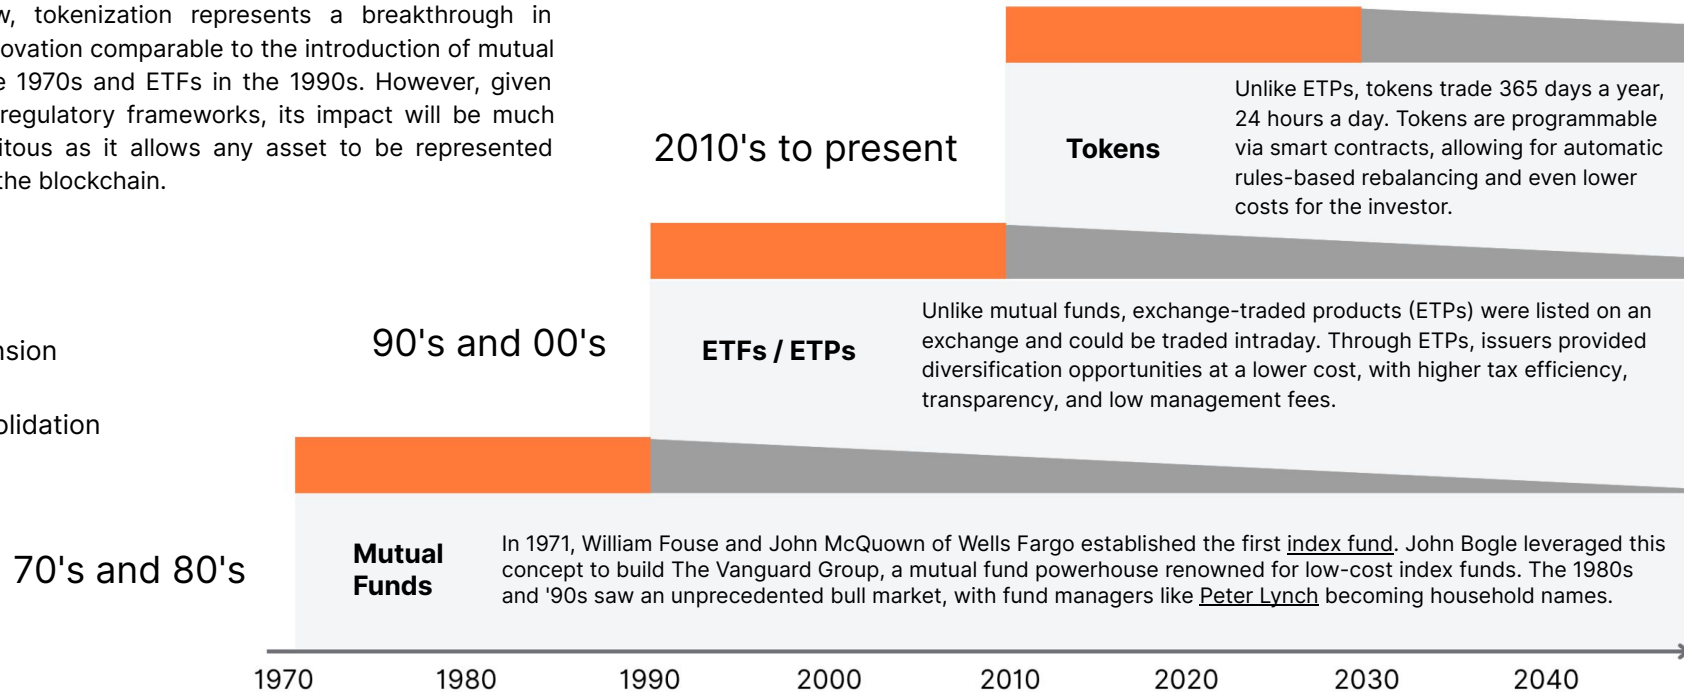 tokenization represents a breakthrough in
comparable to the introduction of mutual
1970s and ETFs in the 1990s. However, given
regulatory frameworks, its impact will be much
as it allows any asset to be represented
the blockchain.
2010's to present
Tokens
Unlike ETPs, tokens trade 365 days a year,
24 hours a day. Tokens are programmable
via smart contracts, allowing for automatic
rules-based rebalancing and even lower
costs for the investor.
90's and 00's
ETFs / ETPs
Unlike mutual funds, exchange-traded products (ETPs) were listed on an
exchange and could be traded intraday. Through ETPs, issuers provided
diversification opportunities at a lower cost, with higher tax efficiency,
transparency, and low management fees.
70's and 80's
Mutual
Funds
In 1971, William Fouse and John McQuown of Wells Fargo established the first index fund. John Bogle leveraged this
concept to build The Vanguard Group, a mutual fund powerhouse renowned for low-cost index funds. The 1980s
and '90s saw an unprecedented bull market, with fund managers like Peter Lynch becoming household names.
1970 1980 1990 2000 2010 2020 2030 2040